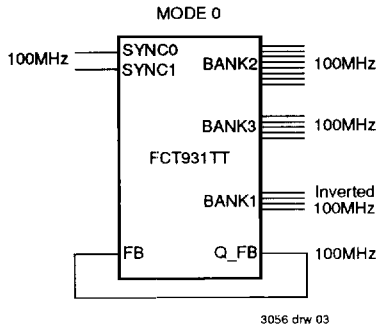 MODE 0
100MHz
SYNC0
SYNC1
BANK2
100MHz
BANK3
100MHz
FCT931TT
BANK1
Inverted
100MHz
FB
Q_FB
100MHz
3056 drw 03